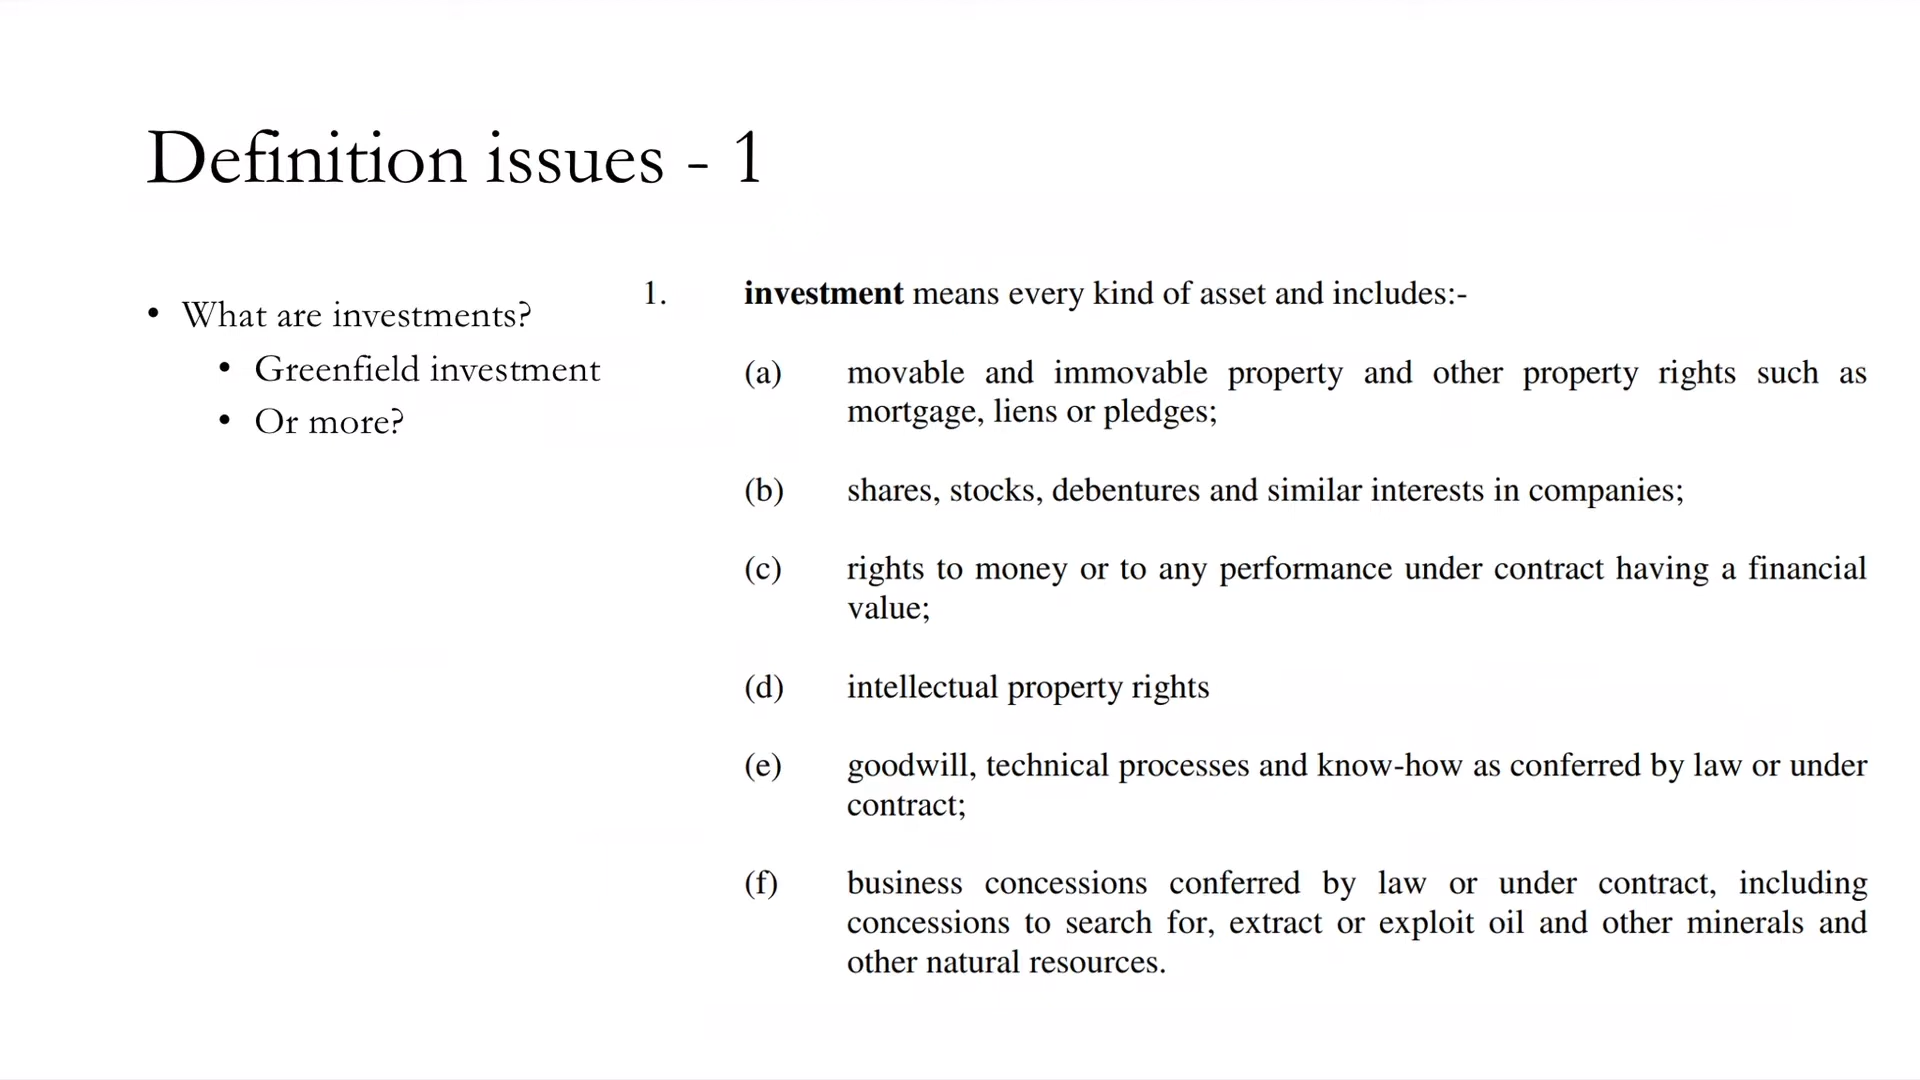 Definition issues - 1
• What are investments?
• Greenfield investment
• Or more?
1. investment means every kind of asset and includes:-
(a) movable and immovable property and other property rights such as
mortgage, liens or pledges;
(b) shares, stocks, debentures and similar interests in companies;
(c) rights to money or to any performance under contract having a financial
value;
(d) intellectual property rights
(e) goodwill, technical processes and know-how as conferred by law or under
contract;
(f) business concessions conferred by law or under contract, including
concessions to search for, extract or exploit oil and other minerals and
other natural resources.